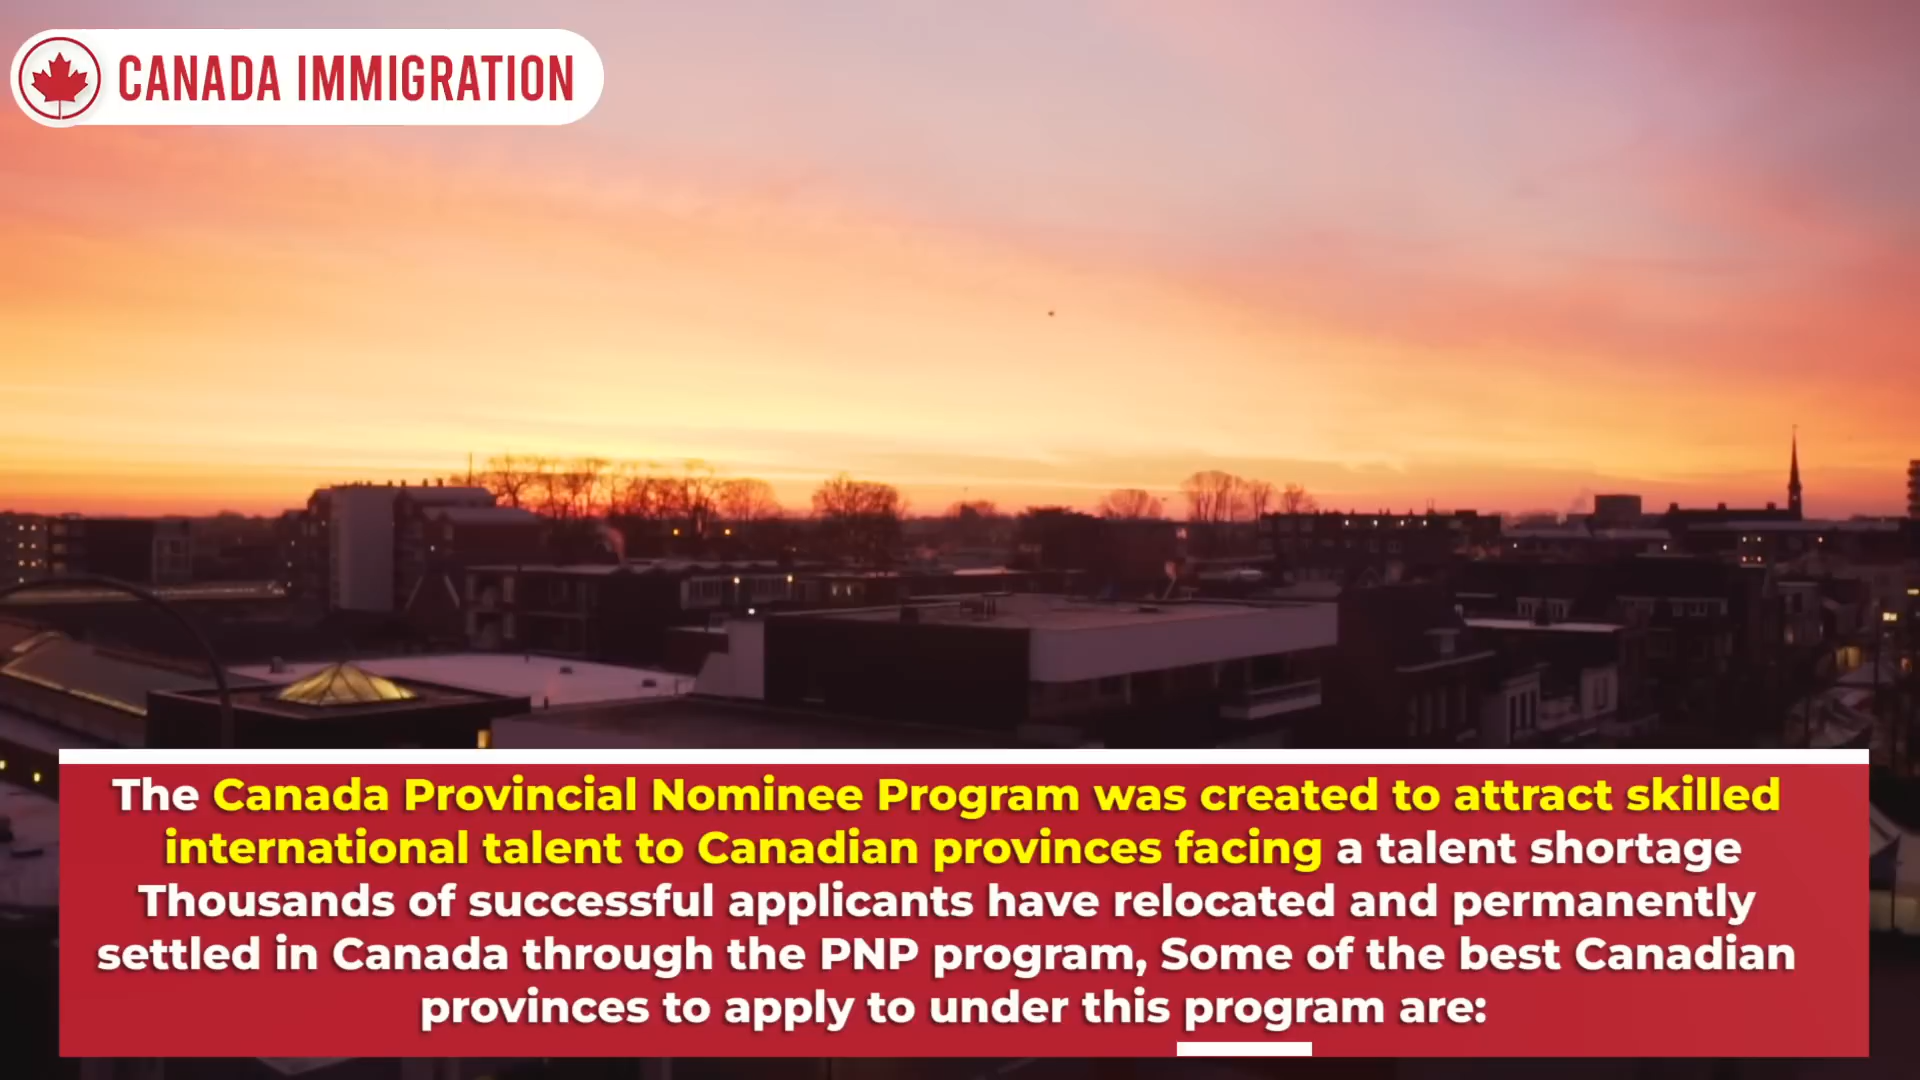 CANADA IMMIGRATION
The Canada Provincial Nominee Program was created to attract skilled
international talent to Canadian provinces facing a talent shortage
Thousands of successful applicants have relocated and permanently
settled in Canada through the PNP program, Some of the best Canadian
provinces to apply to under this program are: